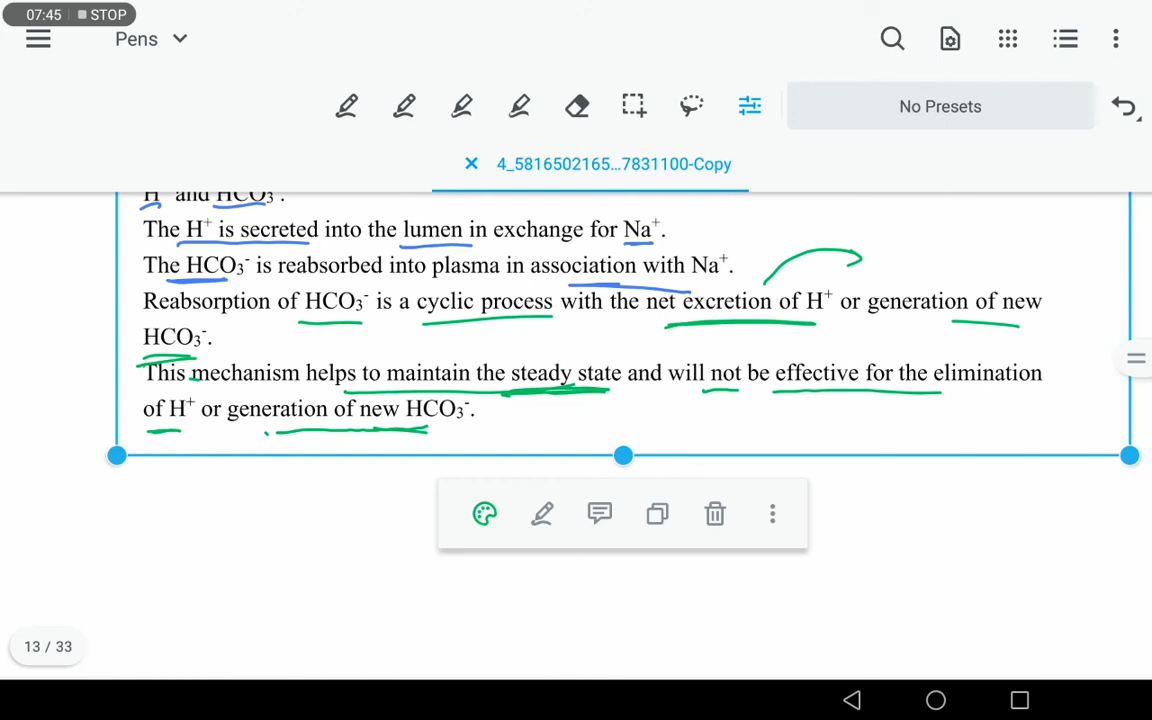 07:45 STOP
Pens
No Presets
4_5816502165...7831100-Copy
H+ and HCO3-.
The H+ is secreted into the lumen in exchange for Na+.
The HCO3- is reabsorbed into plasma in association with Na+.
Reabsorption of HCO3- is a cyclic process with the net excretion of H+ or generation of new
HCO3-.
This mechanism helps to maintain the steady state and will not be effective for the elimination
of H+ or generation of new HCO3-.
13 / 33